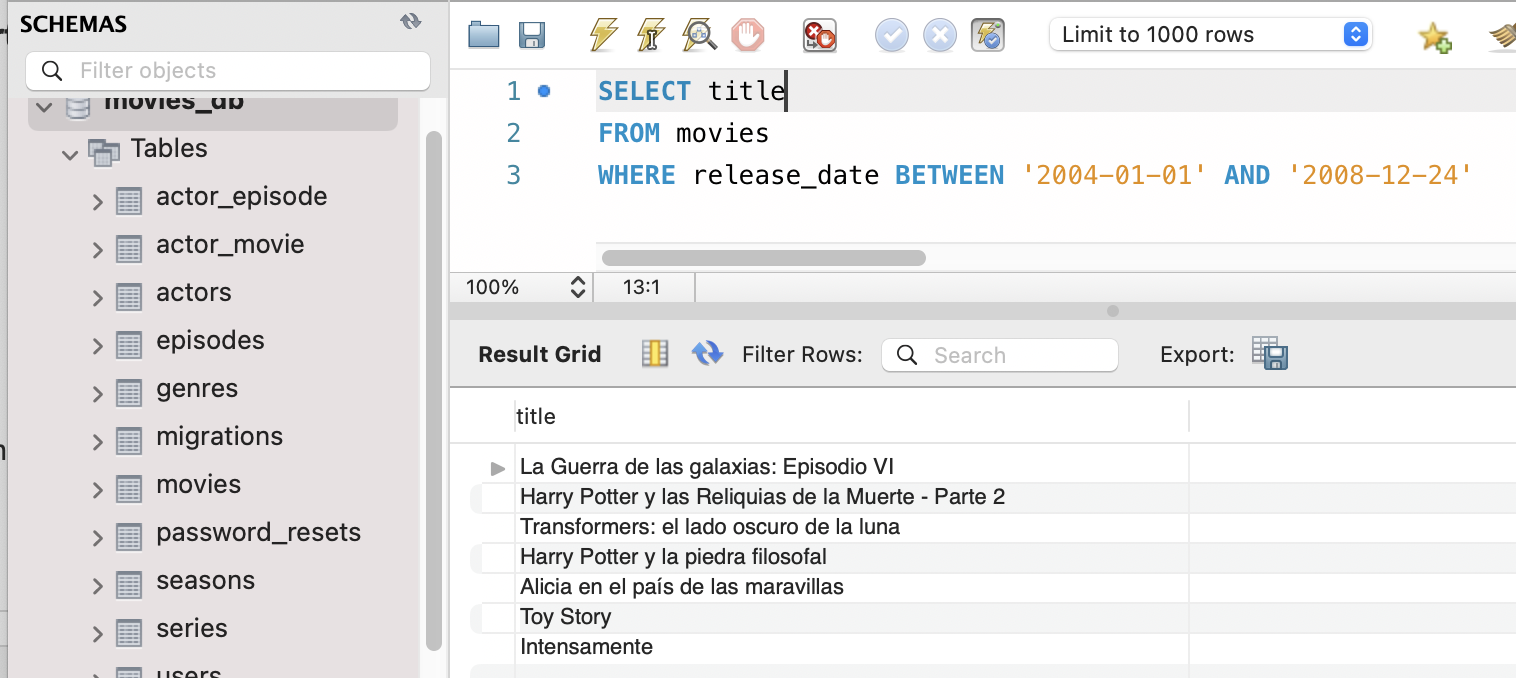 SCHEMAS
Filter objects
movies_db
Tables
actor_episode
actor_movie
actors
episodes
genres
migrations
movies
password_resets
seasons
series
users
Limit to 1000 rows
1 SELECT title
2 FROM movies
3 WHERE release_date BETWEEN '2004-01-01' AND '2008-12-24'
100% 13:1
Result Grid Filter Rows: Search Export:
title
La Guerra de las galaxias: Episodio VI
Harry Potter y las Reliquias de la Muerte - Parte 2
Transformers: el lado oscuro de la luna
Harry Potter y la piedra filosofal
Alicia en el país de las maravillas
Toy Story
Intensamente